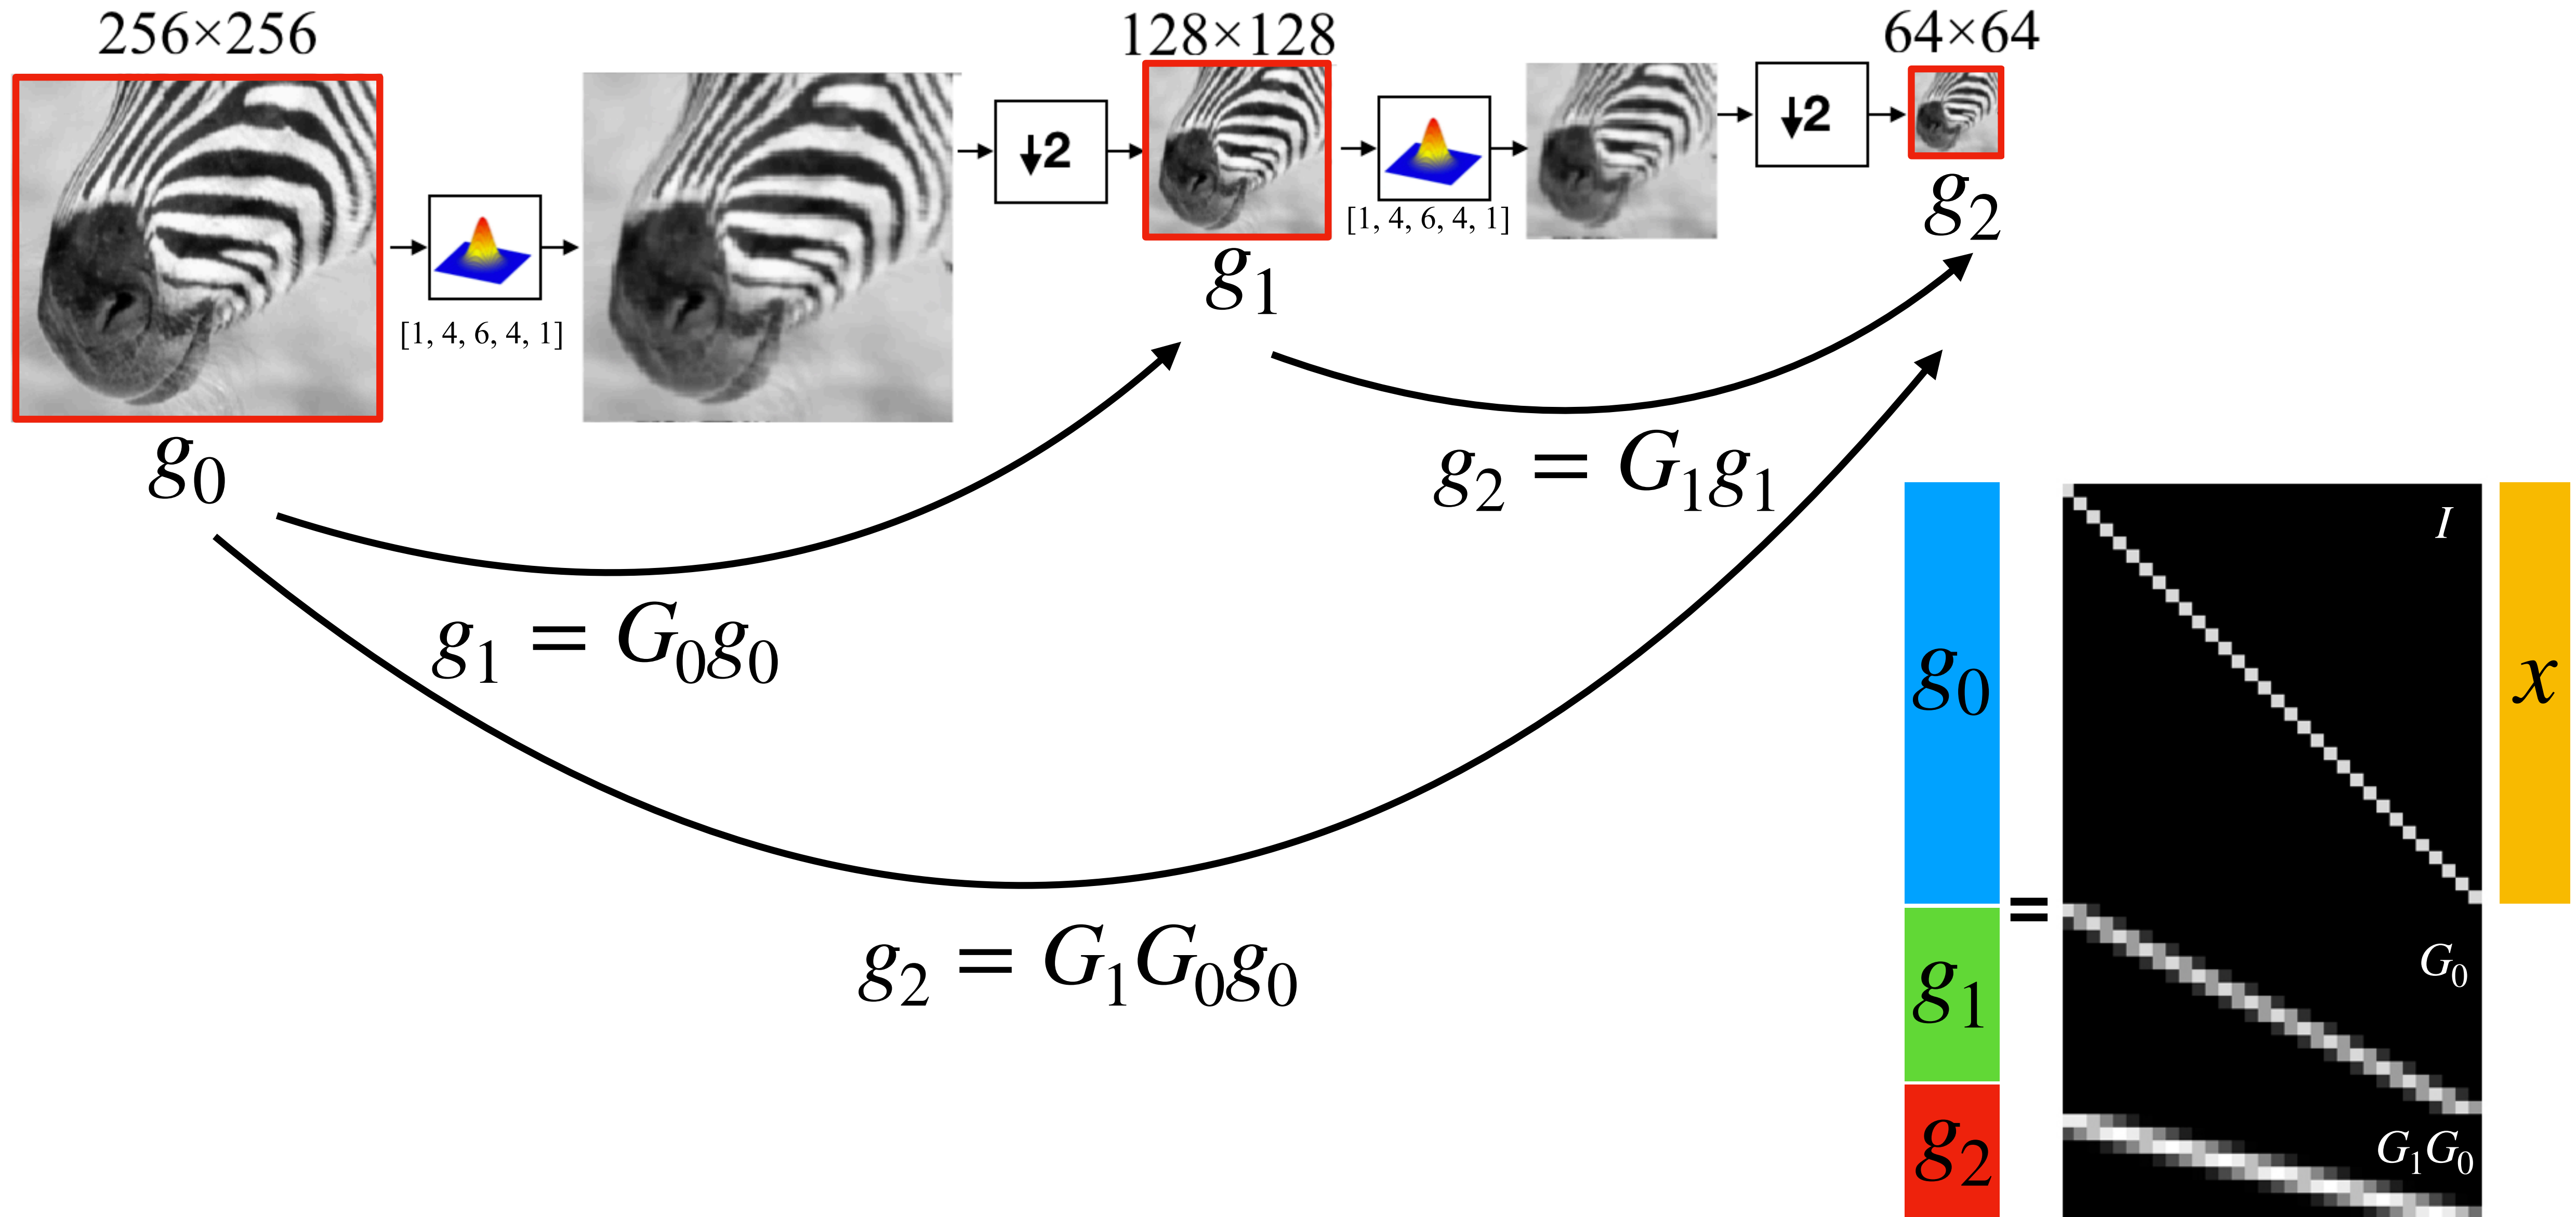 256×256
128×128
64×64
↓2
↓2
[1, 4, 6, 4, 1]
[1, 4, 6, 4, 1]
g₀
g₁
g₂
g₁ = G₀g₀
g₂ = G₁g₁
g₂ = G₁G₀g₀
g₀
g₁
g₂
=
I
G₀
G₁G₀
x